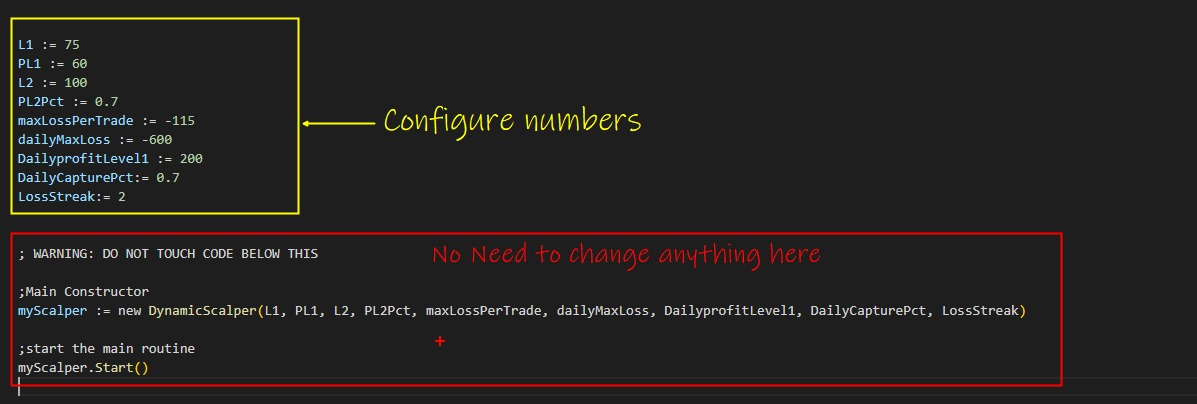 L1 := 75
PL1 := 60
L2 := 100
PL2Pct := 0.7
maxLossPerTrade := -115
dailyMaxLoss := -600
DailyprofitLevel1 := 200
DailyCapturePct:= 0.7
LossStreak:= 2
Configure numbers
; WARNING: DO NOT TOUCH CODE BELOW THIS
No Need to change anything here
;Main Constructor
myScalper := new DynamicScalper(L1, PL1, L2, PL2Pct, maxLossPerTrade, dailyMaxLoss, DailyprofitLevel1, DailyCapturePct, LossStreak)
;start the main routine
myScalper.Start()